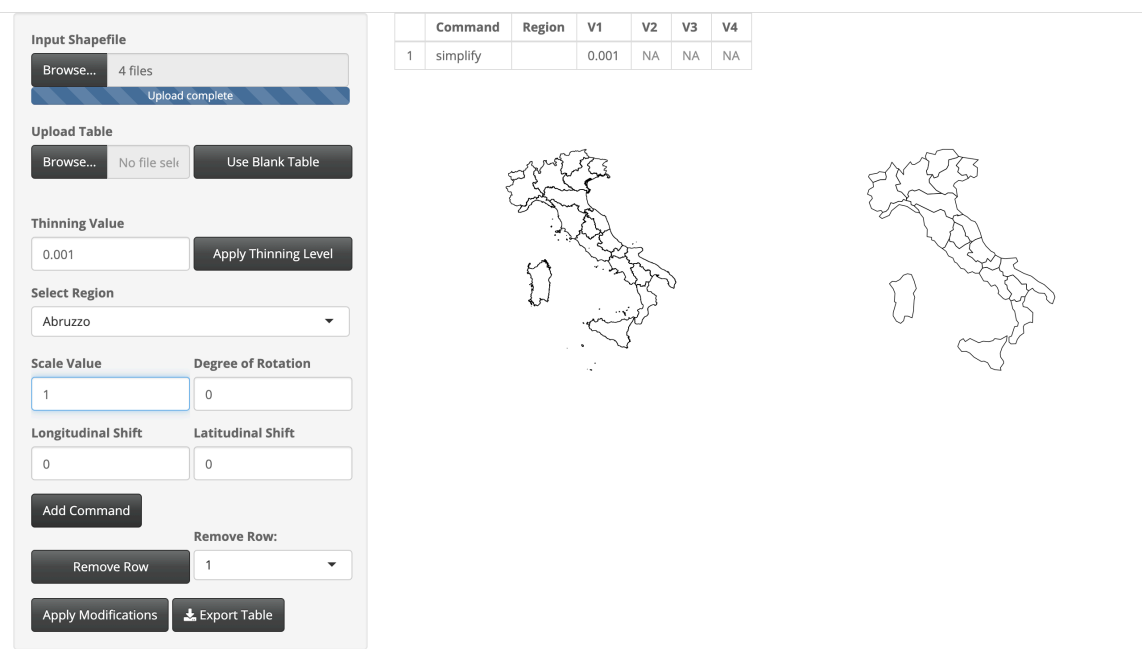 Input Shapefile
Browse... 4 files
Upload complete
Upload Table
Browse... No file sele Use Blank Table
Thinning Value
0.001 Apply Thinning Level
Select Region
Abruzzo
Scale Value Degree of Rotation
1 0
Longitudinal Shift Latitudinal Shift
0 0
Add Command
Remove Row:
Remove Row 1
Apply Modifications Export Table
Command Region V1 V2 V3 V4
1 simplify 0.001 NA NA NA